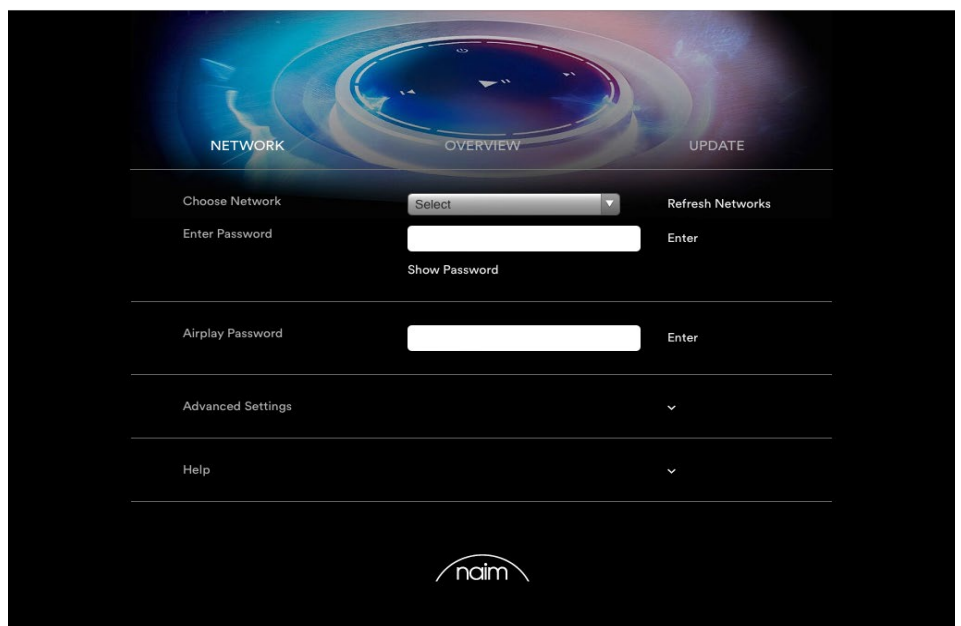 NETWORK OVERVIEW UPDATE
Choose Network Select Refresh Networks
Enter Password Enter
Show Password
Airplay Password Enter
Advanced Settings
Help
naim